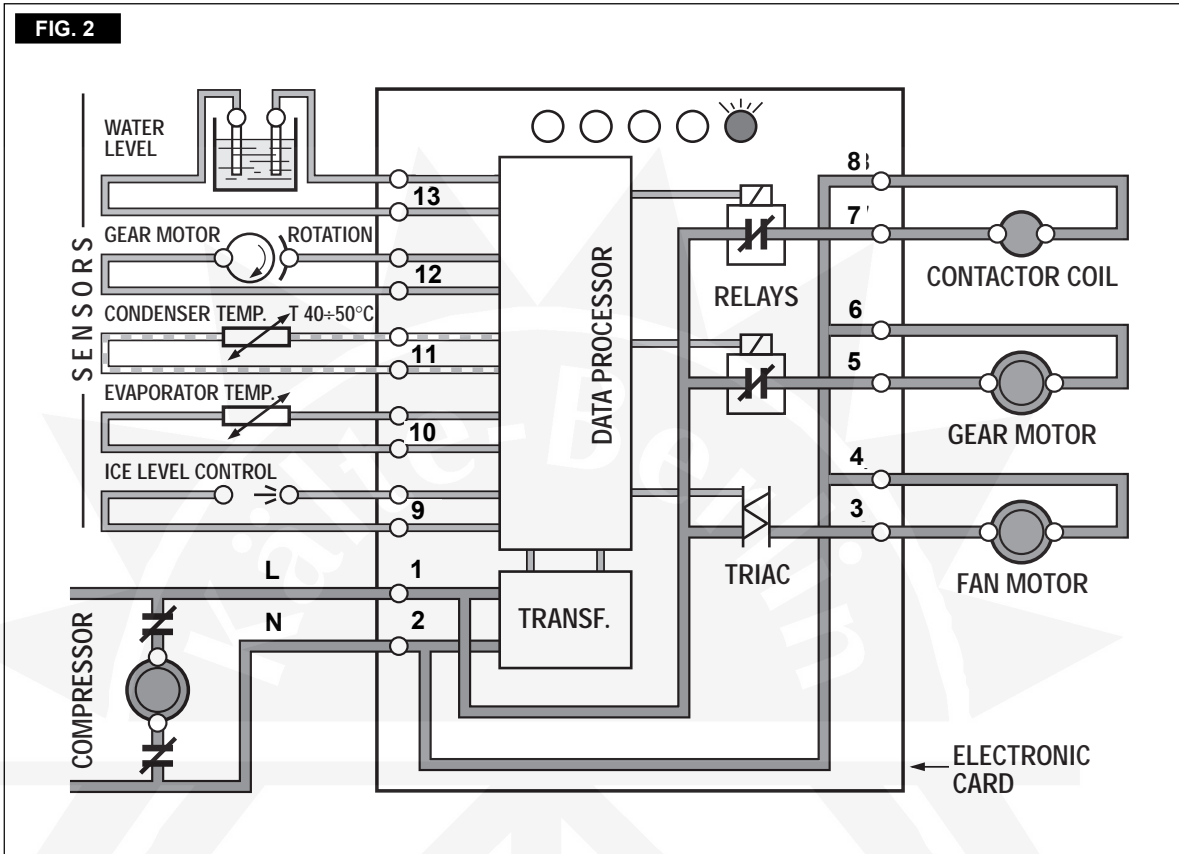 FIG. 2
WATER
LEVEL
13
GEAR MOTOR
ROTATION
12
CONDENSER TEMP.
T 40÷50°C
11
EVAPORATOR TEMP.
10
ICE LEVEL CONTROL
9
SENSORS
L
1
N
2
COMPRESSOR
DATA PROCESSOR
TRANSF.
RELAYS
TRIAC
8
7
CONTACTOR COIL
6
5
GEAR MOTOR
4
3
FAN MOTOR
ELECTRONIC
CARD
Kälte-Berlin